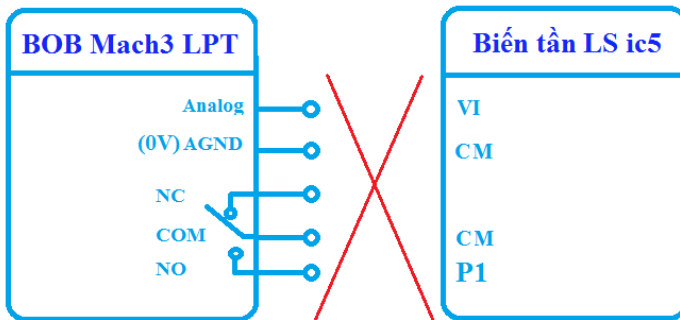 BOB Mach3 LPT
Analog
(0V) AGND
NC
COM
NO
Biến tần LS ic5
VI
CM
CM
P1